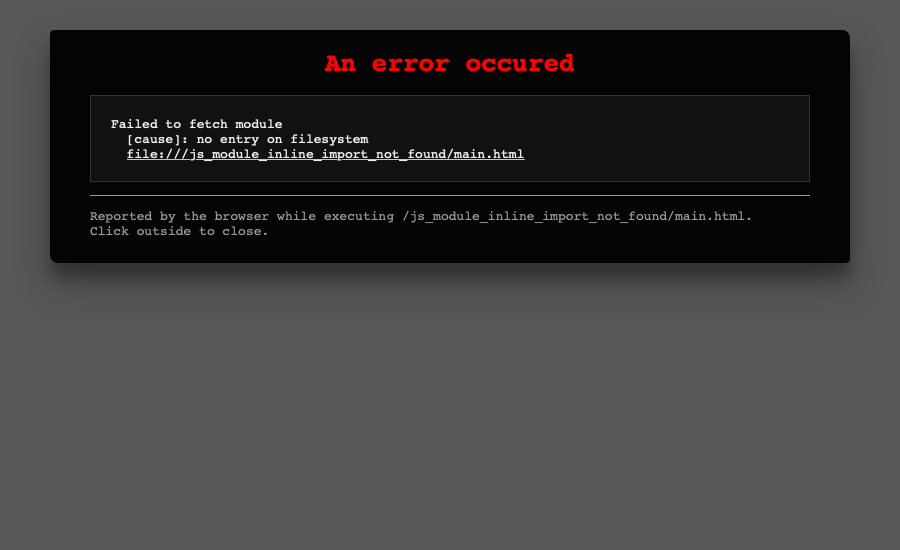 An error occured
Failed to fetch module
[cause]: no entry on filesystem
file:///js_module_inline_import_not_found/main.html
Reported by the browser while executing /js_module_inline_import_not_found/main.html.
Click outside to close.